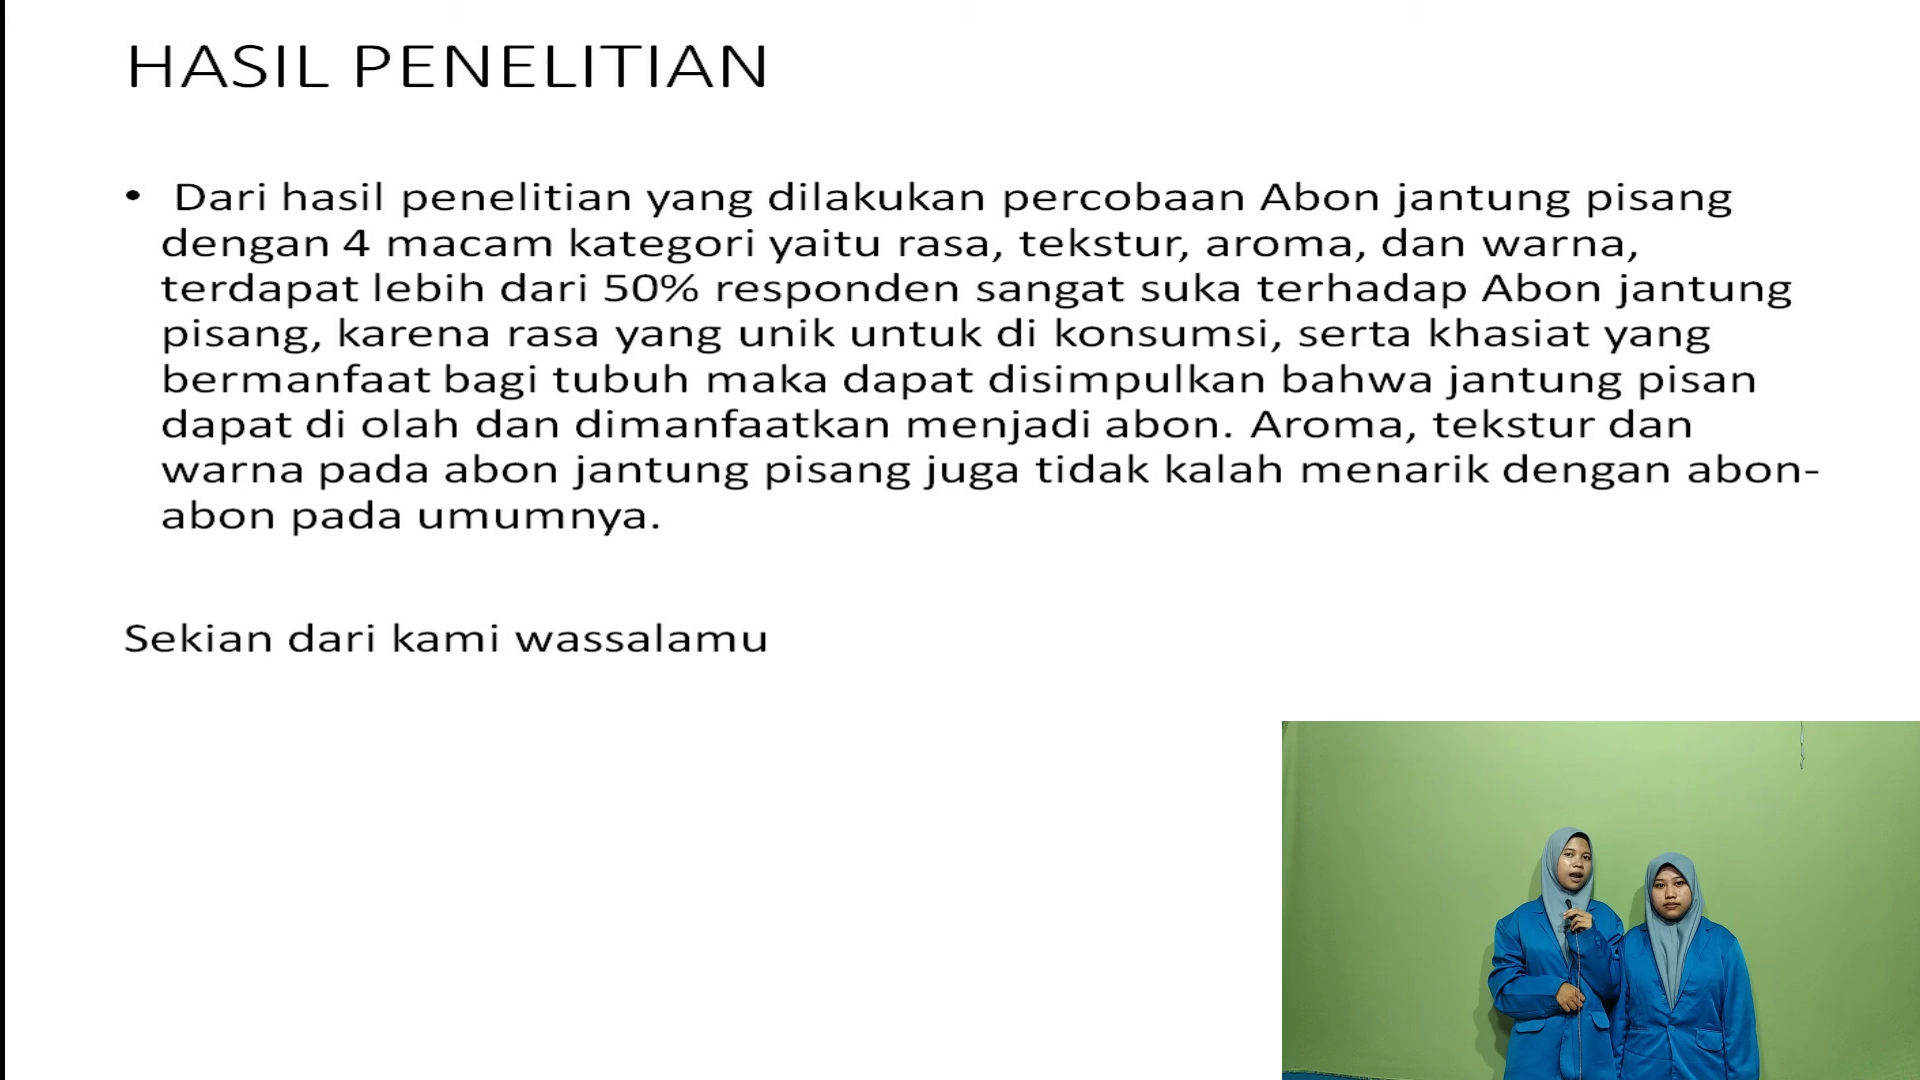 HASIL PENELITIAN
• Dari hasil penelitian yang dilakukan percobaan Abon jantung pisang
dengan 4 macam kategori yaitu rasa, tekstur, aroma, dan warna,
terdapat lebih dari 50% responden sangat suka terhadap Abon jantung
pisang, karena rasa yang unik untuk di konsumsi, serta khasiat yang
bermanfaat bagi tubuh maka dapat disimpulkan bahwa jantung pisan
dapat di olah dan dimanfaatkan menjadi abon. Aroma, tekstur dan
warna pada abon jantung pisang juga tidak kalah menarik dengan abon-
abon pada umumnya.
Sekian dari kami wassalamu